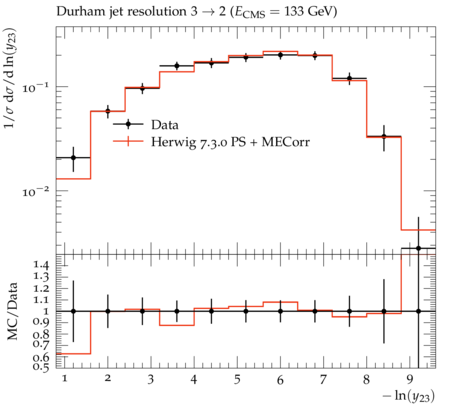 Durham jet resolution 3 → 2 (E_CMS = 133 GeV)
1/σ dσ/d ln(y₂₃)
10⁻¹
10⁻²
Data
Herwig 7.3.0 PS + MECorr
MC/Data
1.4
1.3
1.2
1.1
1
0.9
0.8
0.7
0.6
0.5
1 2 3 4 5 6 7 8 9
− ln(y₂₃)